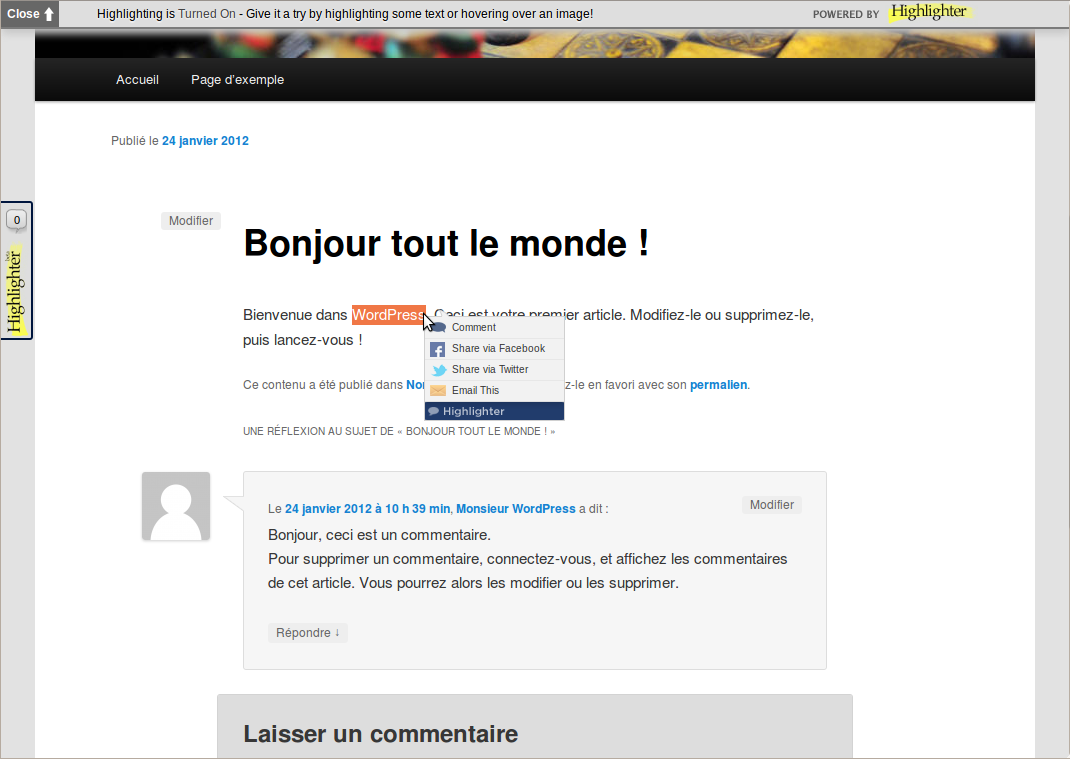 Close Highlighting is Turned On - Give it a try by highlighting some text or hovering over an image! POWERED BY Highlighter
Accueil Page d'exemple
Publié le 24 janvier 2012
0
Highlighter
Modifier
Bonjour tout le monde !
Bienvenue dans WordPress. Ceci est votre premier article. Modifiez-le ou supprimez-le,
puis lancez-vous !
Comment
Share via Facebook
Share via Twitter
Email This
Highlighter
Ce contenu a été publié dans z-le en favori avec son permalien.
UNE RÉFLEXION AU SUJET DE « BONJOUR TOUT LE MONDE ! »
Le 24 janvier 2012 à 10 h 39 min, Monsieur WordPress a dit :
Modifier
Bonjour, ceci est un commentaire.
Pour supprimer un commentaire, connectez-vous, et affichez les commentaires
de cet article. Vous pourrez alors les modifier ou les supprimer.
Répondre ↓
Laisser un commentaire